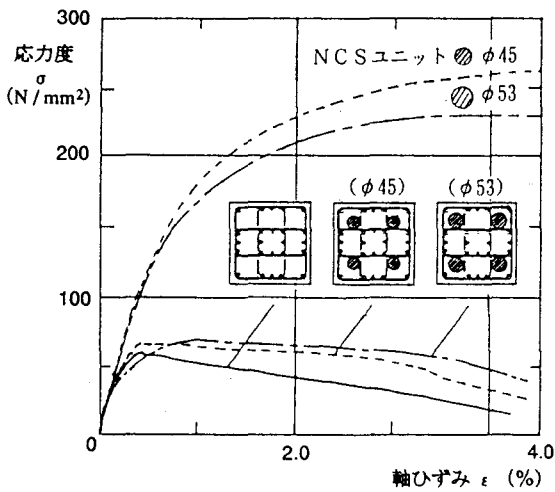 300
応力度
σ
(N/mm²)
NCSユニット φ45
φ53
200
(φ45) (φ53)
100
0 2.0 4.0
軸ひずみ ε (%)